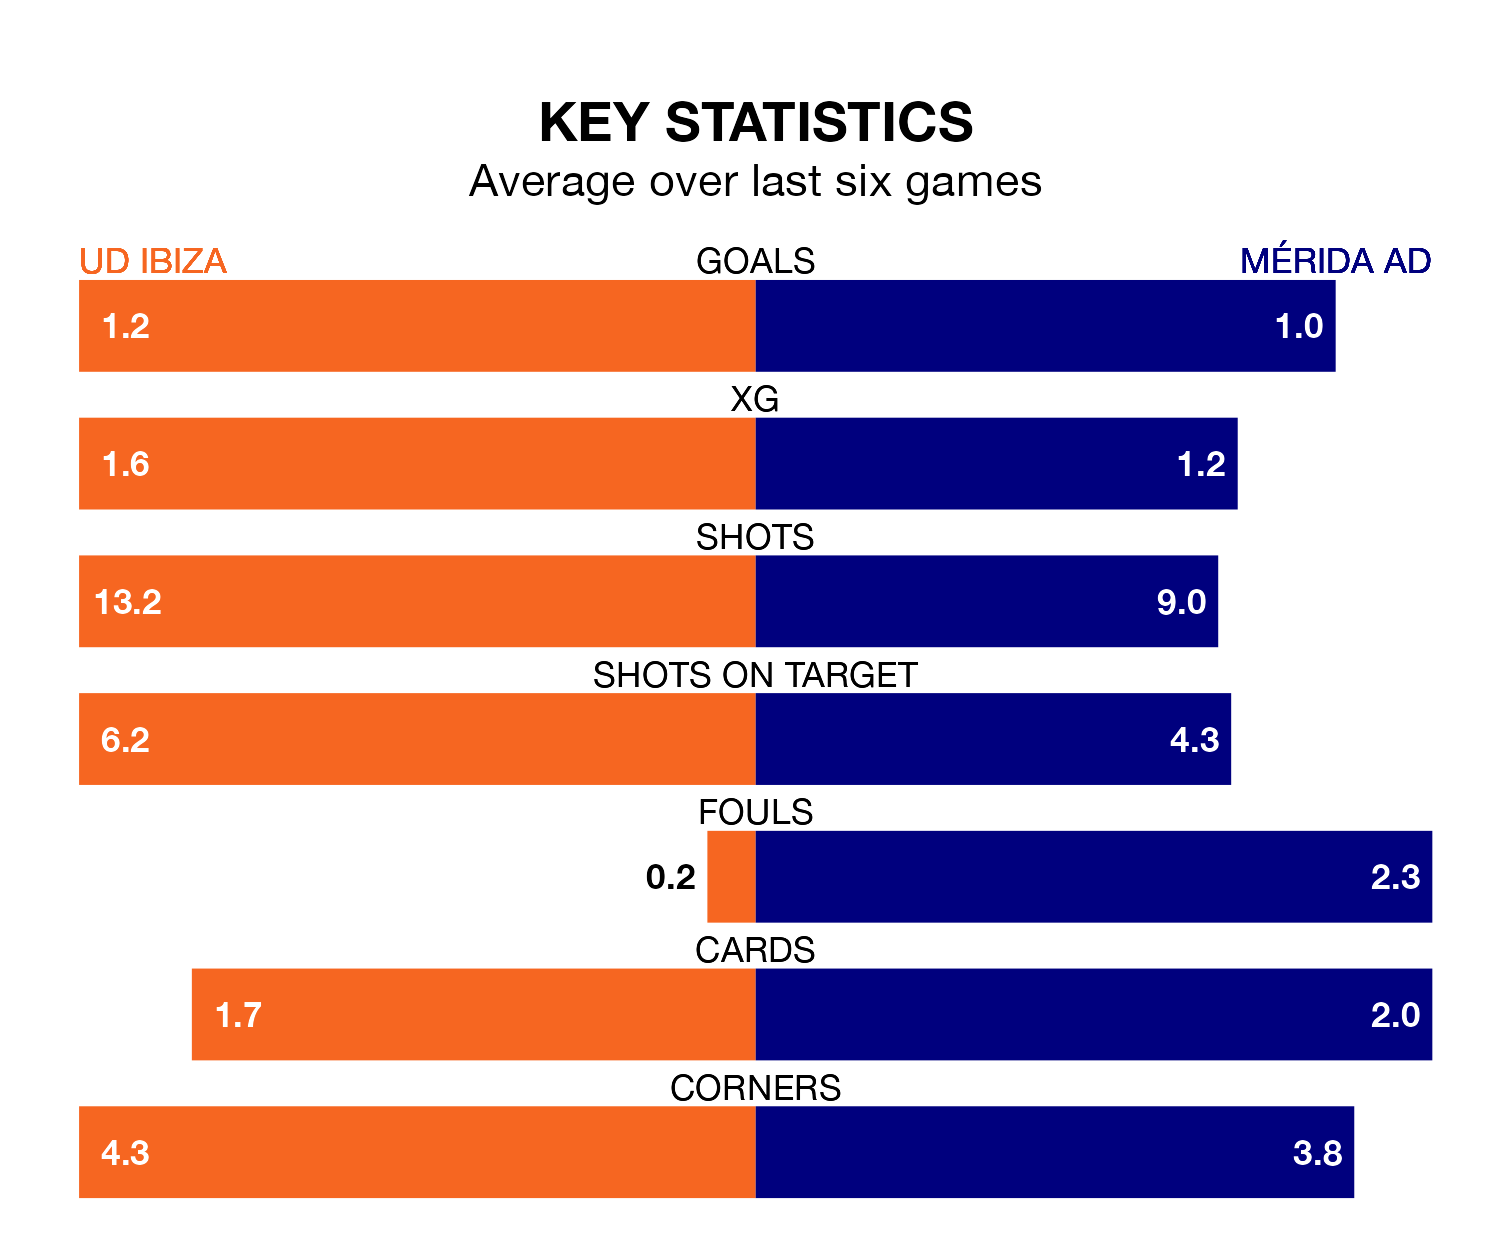 KEY STATISTICS
Average over last six games
UD IBIZA GOALS MÉRIDA AD
1.2 1.0
XG
1.6 1.2
SHOTS
13.2 9.0
SHOTS ON TARGET
6.2 4.3
FOULS
0.2 2.3
CARDS
1.7 2.0
CORNERS
4.3 3.8